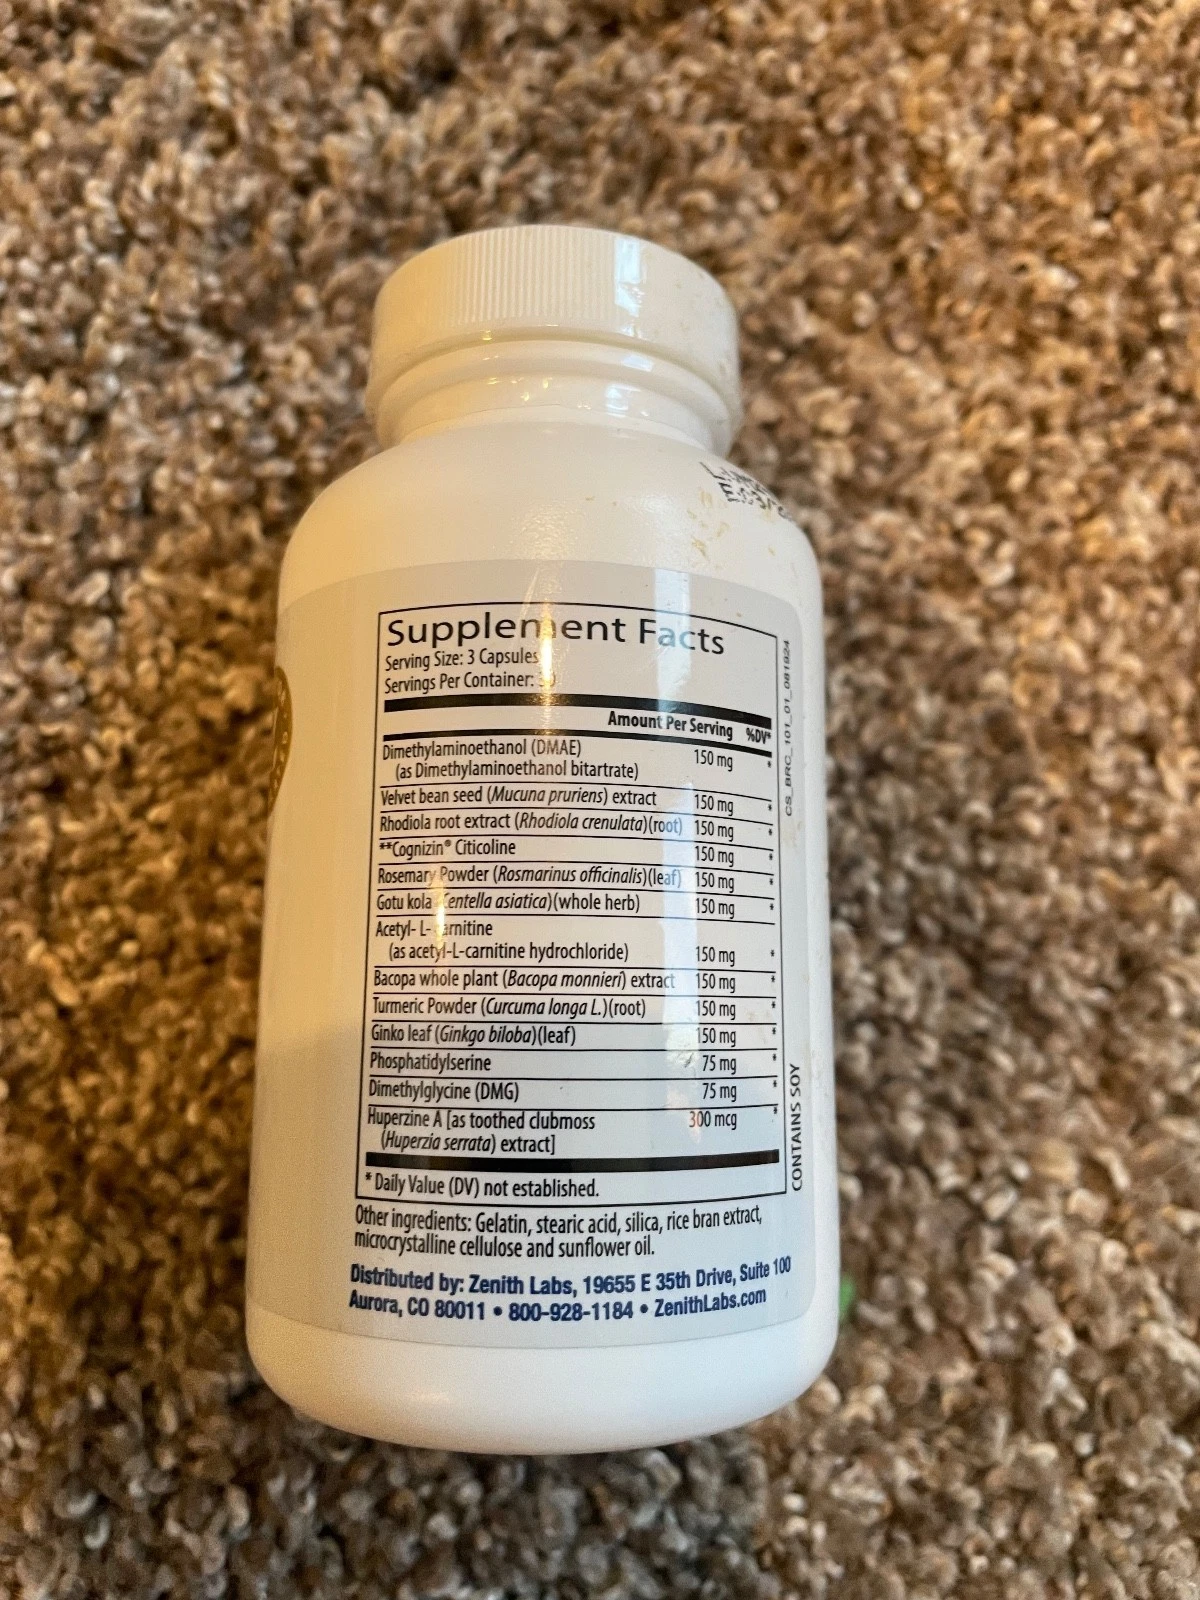 Supplement Facts
Serving Size: 3 Capsules
Servings Per Container:
Amount Per Serving %DV*
Dimethylaminoethanol (DMAE)
(as Dimethylaminoethanol bitartrate) 150 mg *
Velvet bean seed (Mucuna pruriens) extract 150 mg *
Rhodiola root extract (Rhodiola crenulata)(root) 150 mg *
**Cognizin® Citicoline 150 mg *
Rosemary Powder (Rosmarinus officinalis)(leaf) 150 mg *
Gotu kola (Centella asiatica)(whole herb) 150 mg *
Acetyl- L- Carnitine
(as acetyl-L-carnitine hydrochloride) 150 mg *
Bacopa whole plant (Bacopa monnieri) extract 150 mg *
Turmeric Powder (Curcuma longa L.)(root) 150 mg *
Ginko leaf (Ginkgo biloba)(leaf) 150 mg *
Phosphatidylserine 75 mg *
Dimethylglycine (DMG) 75 mg *
Huperzine A [as toothed clubmoss 300 mcg *
(Huperzia serrata) extract]
* Daily Value (DV) not established.
Other ingredients: Gelatin, stearic acid, silica, rice bran extract,
microcrystalline cellulose and sunflower oil.
Distributed by: Zenith Labs, 19655 E 35th Drive, Suite 100
Aurora, CO 80011 • 800-928-1184 • ZenithLabs.com
CS_BRC_101_01_081924
CONTAINS SOY